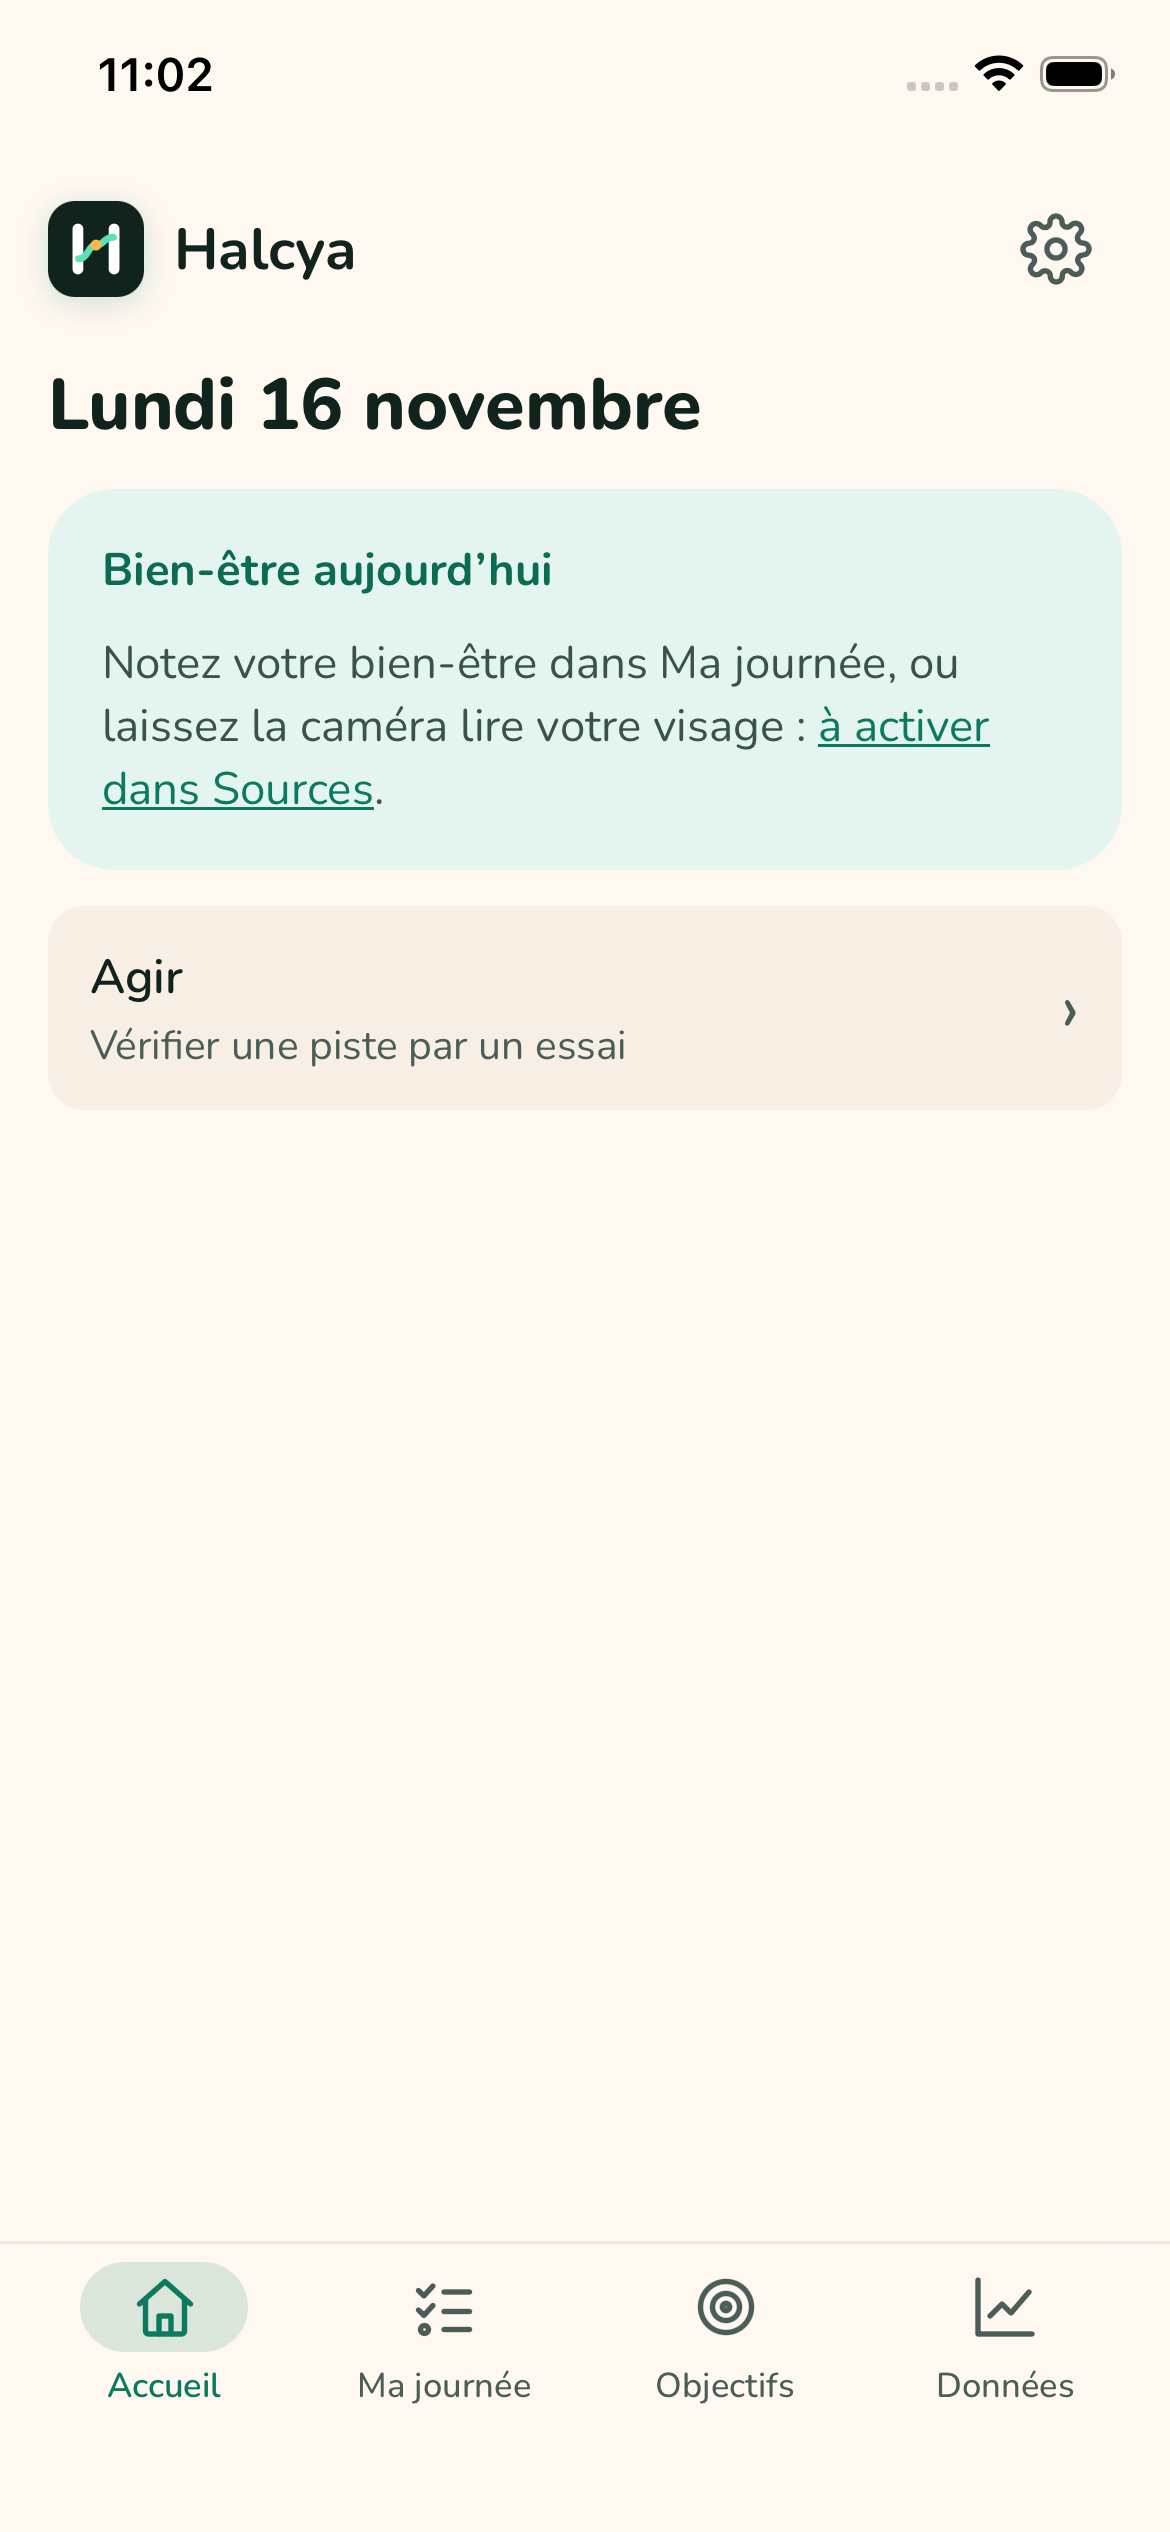 11:02
Halcya
Lundi 16 novembre
Bien-être aujourd’hui
Notez votre bien-être dans Ma journée, ou
laissez la caméra lire votre visage : à activer
dans Sources.
Agir
Vérifier une piste par un essai
Accueil
Ma journée
Objectifs
Données